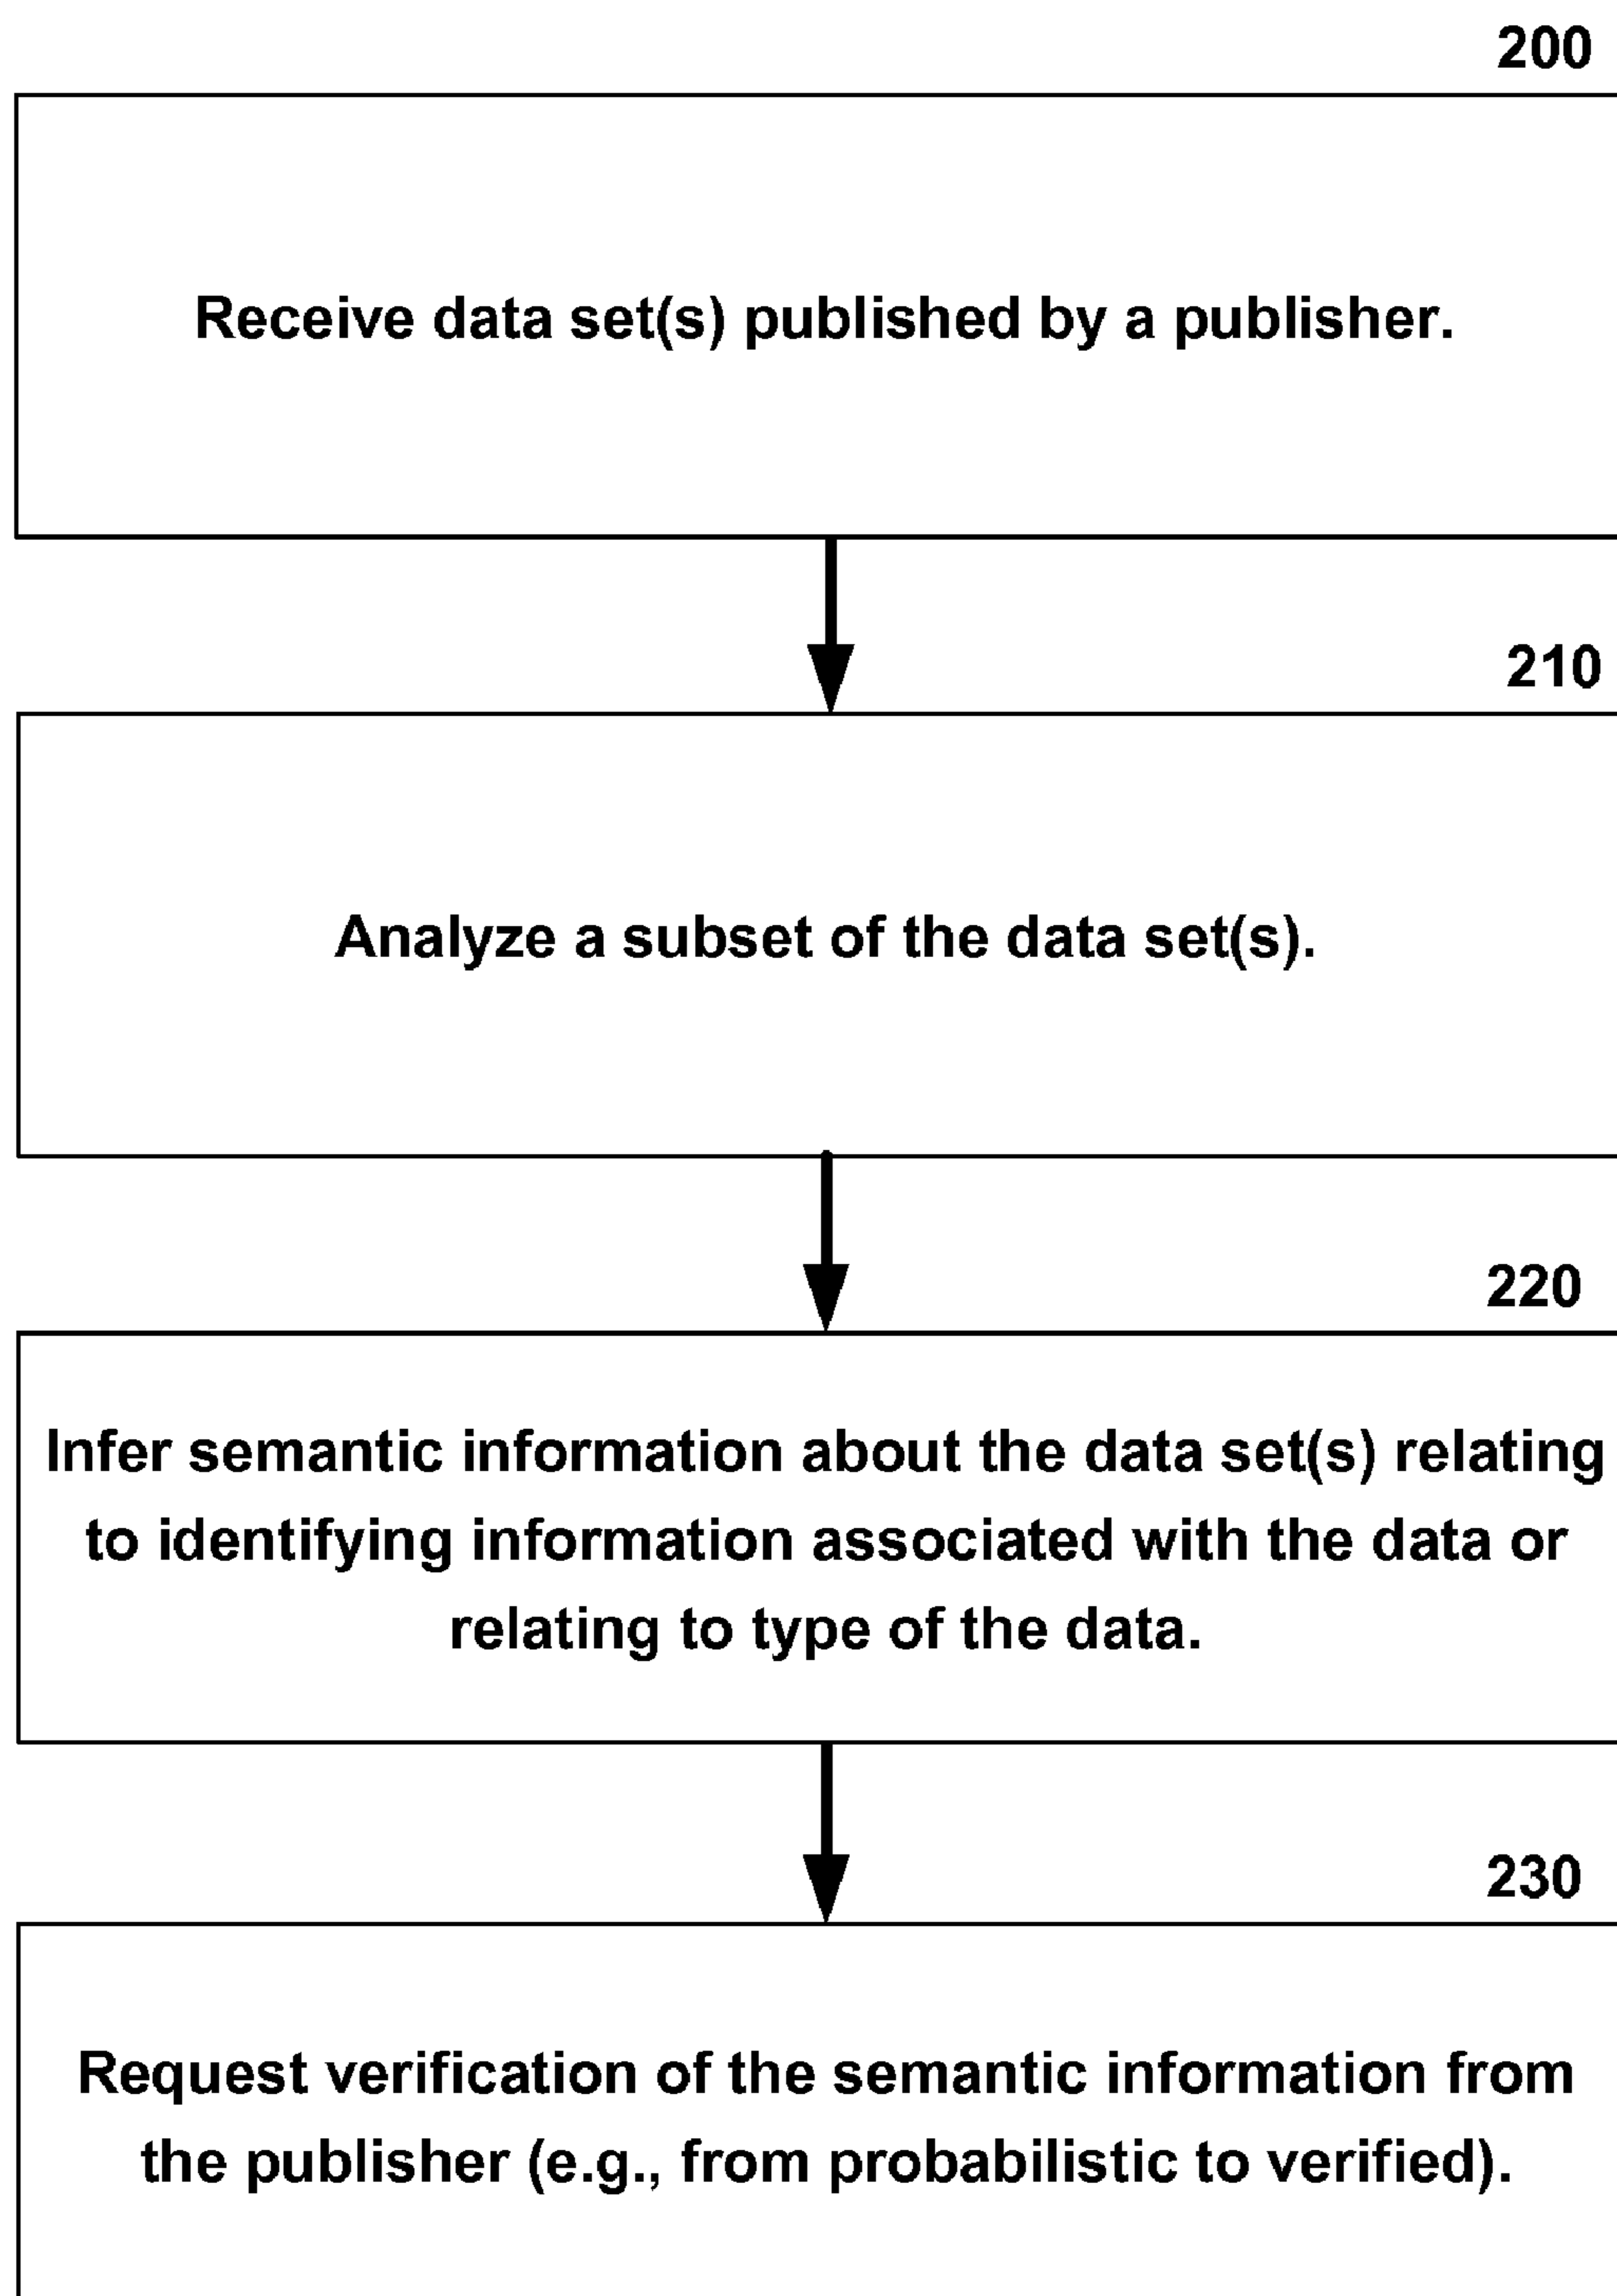 200
Receive data set(s) published by a publisher.
210
Analyze a subset of the data set(s).
220
Infer semantic information about the data set(s) relating
to identifying information associated with the data or
relating to type of the data.
230
Request verification of the semantic information from
the publisher (e.g., from probabilistic to verified).